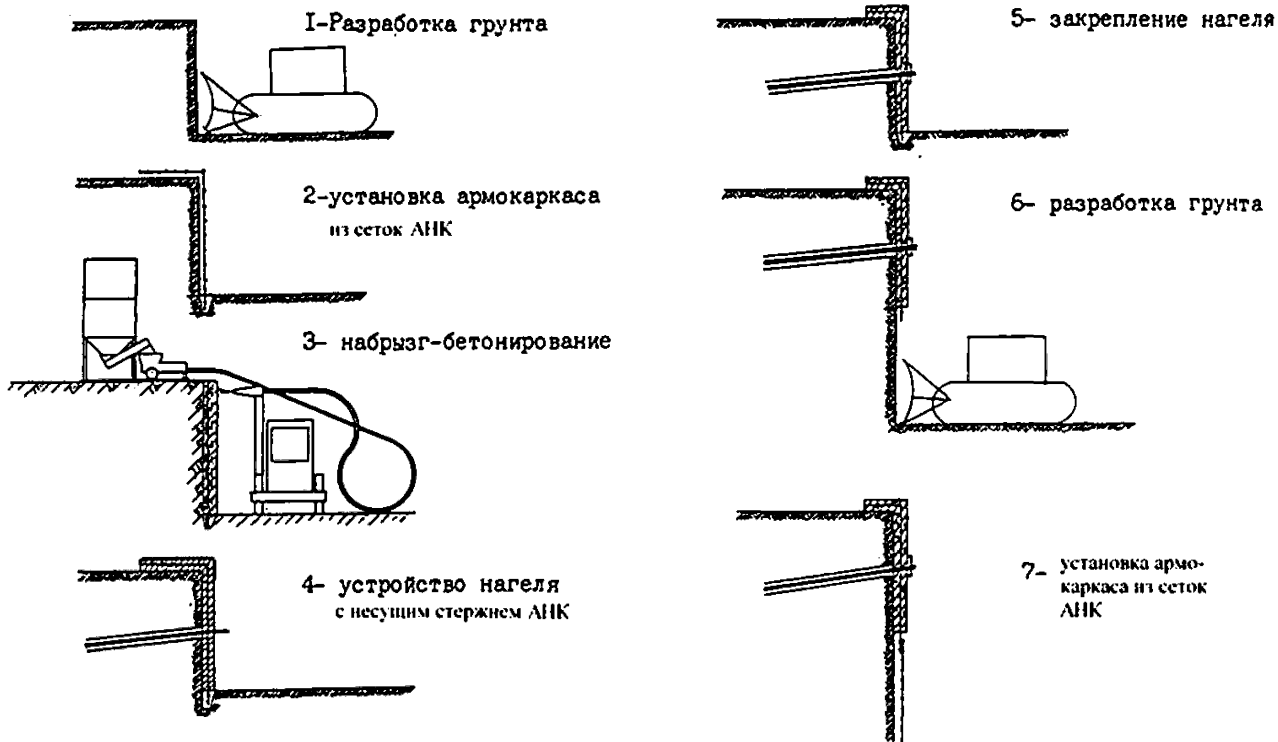 1-Разработка грунта
2-установка армокаркаса
из сеток АНК
3- набрызг-бетонирование
4- устройство нагеля
с несущим стержнем АНК
5- закрепление нагеля
6- разработка грунта
7- установка армо-
каркаса из сеток
АНК